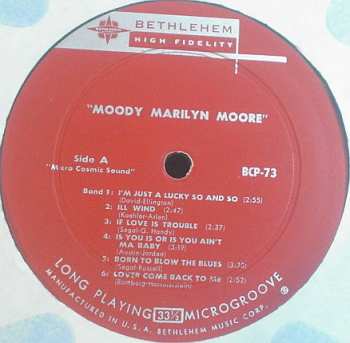 BETHLEHEM
HIGH FIDELITY
"MOODY MARILYN MOORE"
Side A
"Micro Cosmic Sound"
BCP-73
Band 1: I'M JUST A LUCKY SO AND SO (2:55)
(David-Ellington)
2: ILL WIND (2:47)
(Koehler-Arlen)
3: IF LOVE IS TROUBLE (2:37)
(Segal-G. Handy)
4: IS YOU IS OR IS YOU AIN'T
MA BABY (3:19)
(Austin-Jordan)
5: BORN TO BLOW THE BLUES
(Segal-Russell)
6: LOVER COME BACK TO ME (2:52)
(Romberg-Hammerstein)
LONG PLAYING 33⅓ MICROGROOVE
MANUFACTURED IN U.S.A. BETHLEHEM MUSIC CORP.